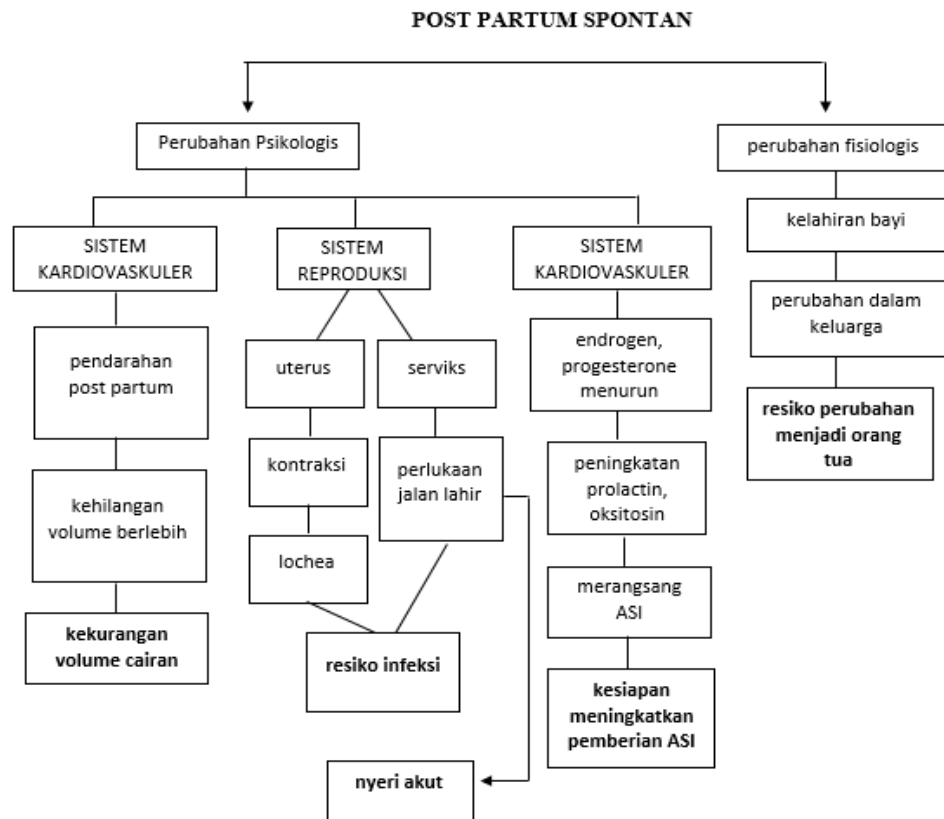 POST PARTUM SPONTAN
Perubahan Psikologis
perubahan fisiologis
SISTEM
KARDIOVASKULER
pendarahan
post partum
kehilangan
volume berlebih
kekurangan
volume cairan
SISTEM
REPRODUKSI
uterus
kontraksi
lochea
serviks
perlukaan
jalan lahir
resiko infeksi
nyeri akut
SISTEM
KARDIOVASKULER
endrogen,
progesterone
menurun
peningkatan
prolactin,
oksitosin
merangsang
ASI
kesiapan
meningkatkan
pemberian ASI
kelahiran bayi
perubahan dalam
keluarga
resiko perubahan
menjadi orang
tua